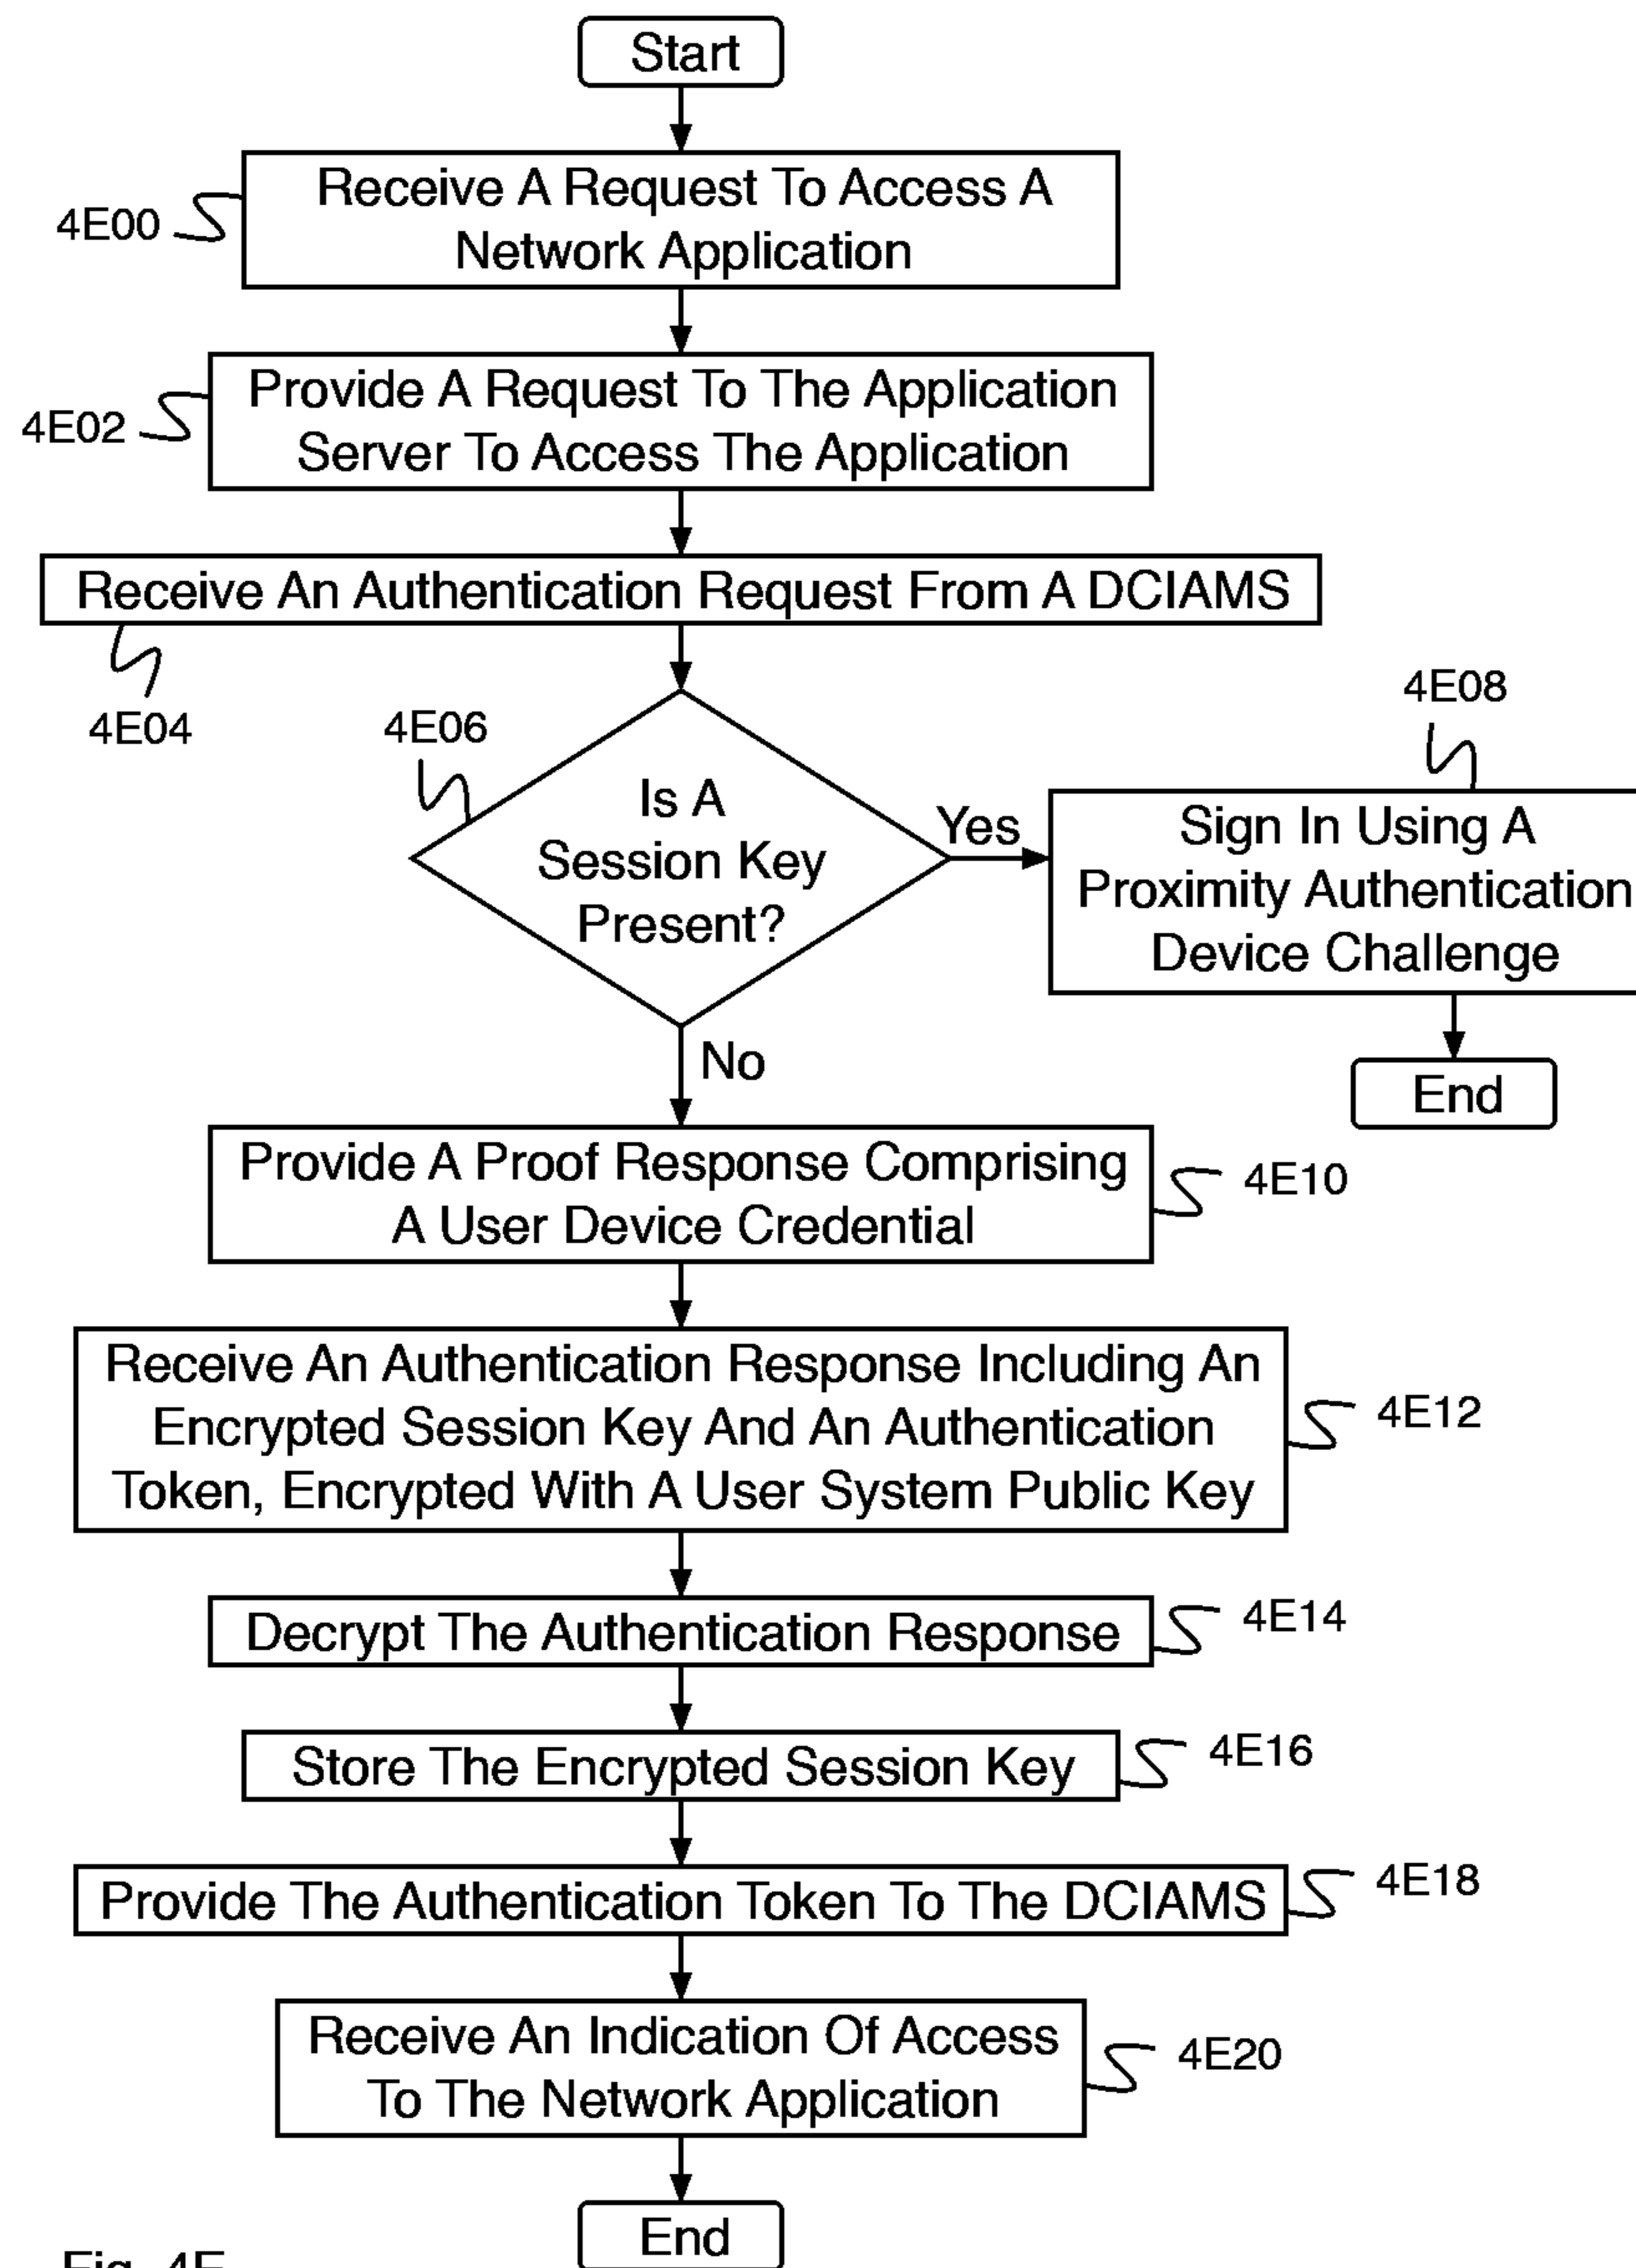 Start
Receive A Request To Access A
Network Application
4E00
Provide A Request To The Application
Server To Access The Application
4E02
Receive An Authentication Request From A DCIAMS
4E04
4E06
Is A
Session Key
Present?
Yes
4E08
Sign In Using A
Proximity Authentication
Device Challenge
End
No
Provide A Proof Response Comprising
A User Device Credential
4E10
Receive An Authentication Response Including An
Encrypted Session Key And An Authentication
Token, Encrypted With A User System Public Key
4E12
Decrypt The Authentication Response
4E14
Store The Encrypted Session Key
4E16
Provide The Authentication Token To The DCIAMS
4E18
Receive An Indication Of Access
To The Network Application
4E20
End
Fig. 4E